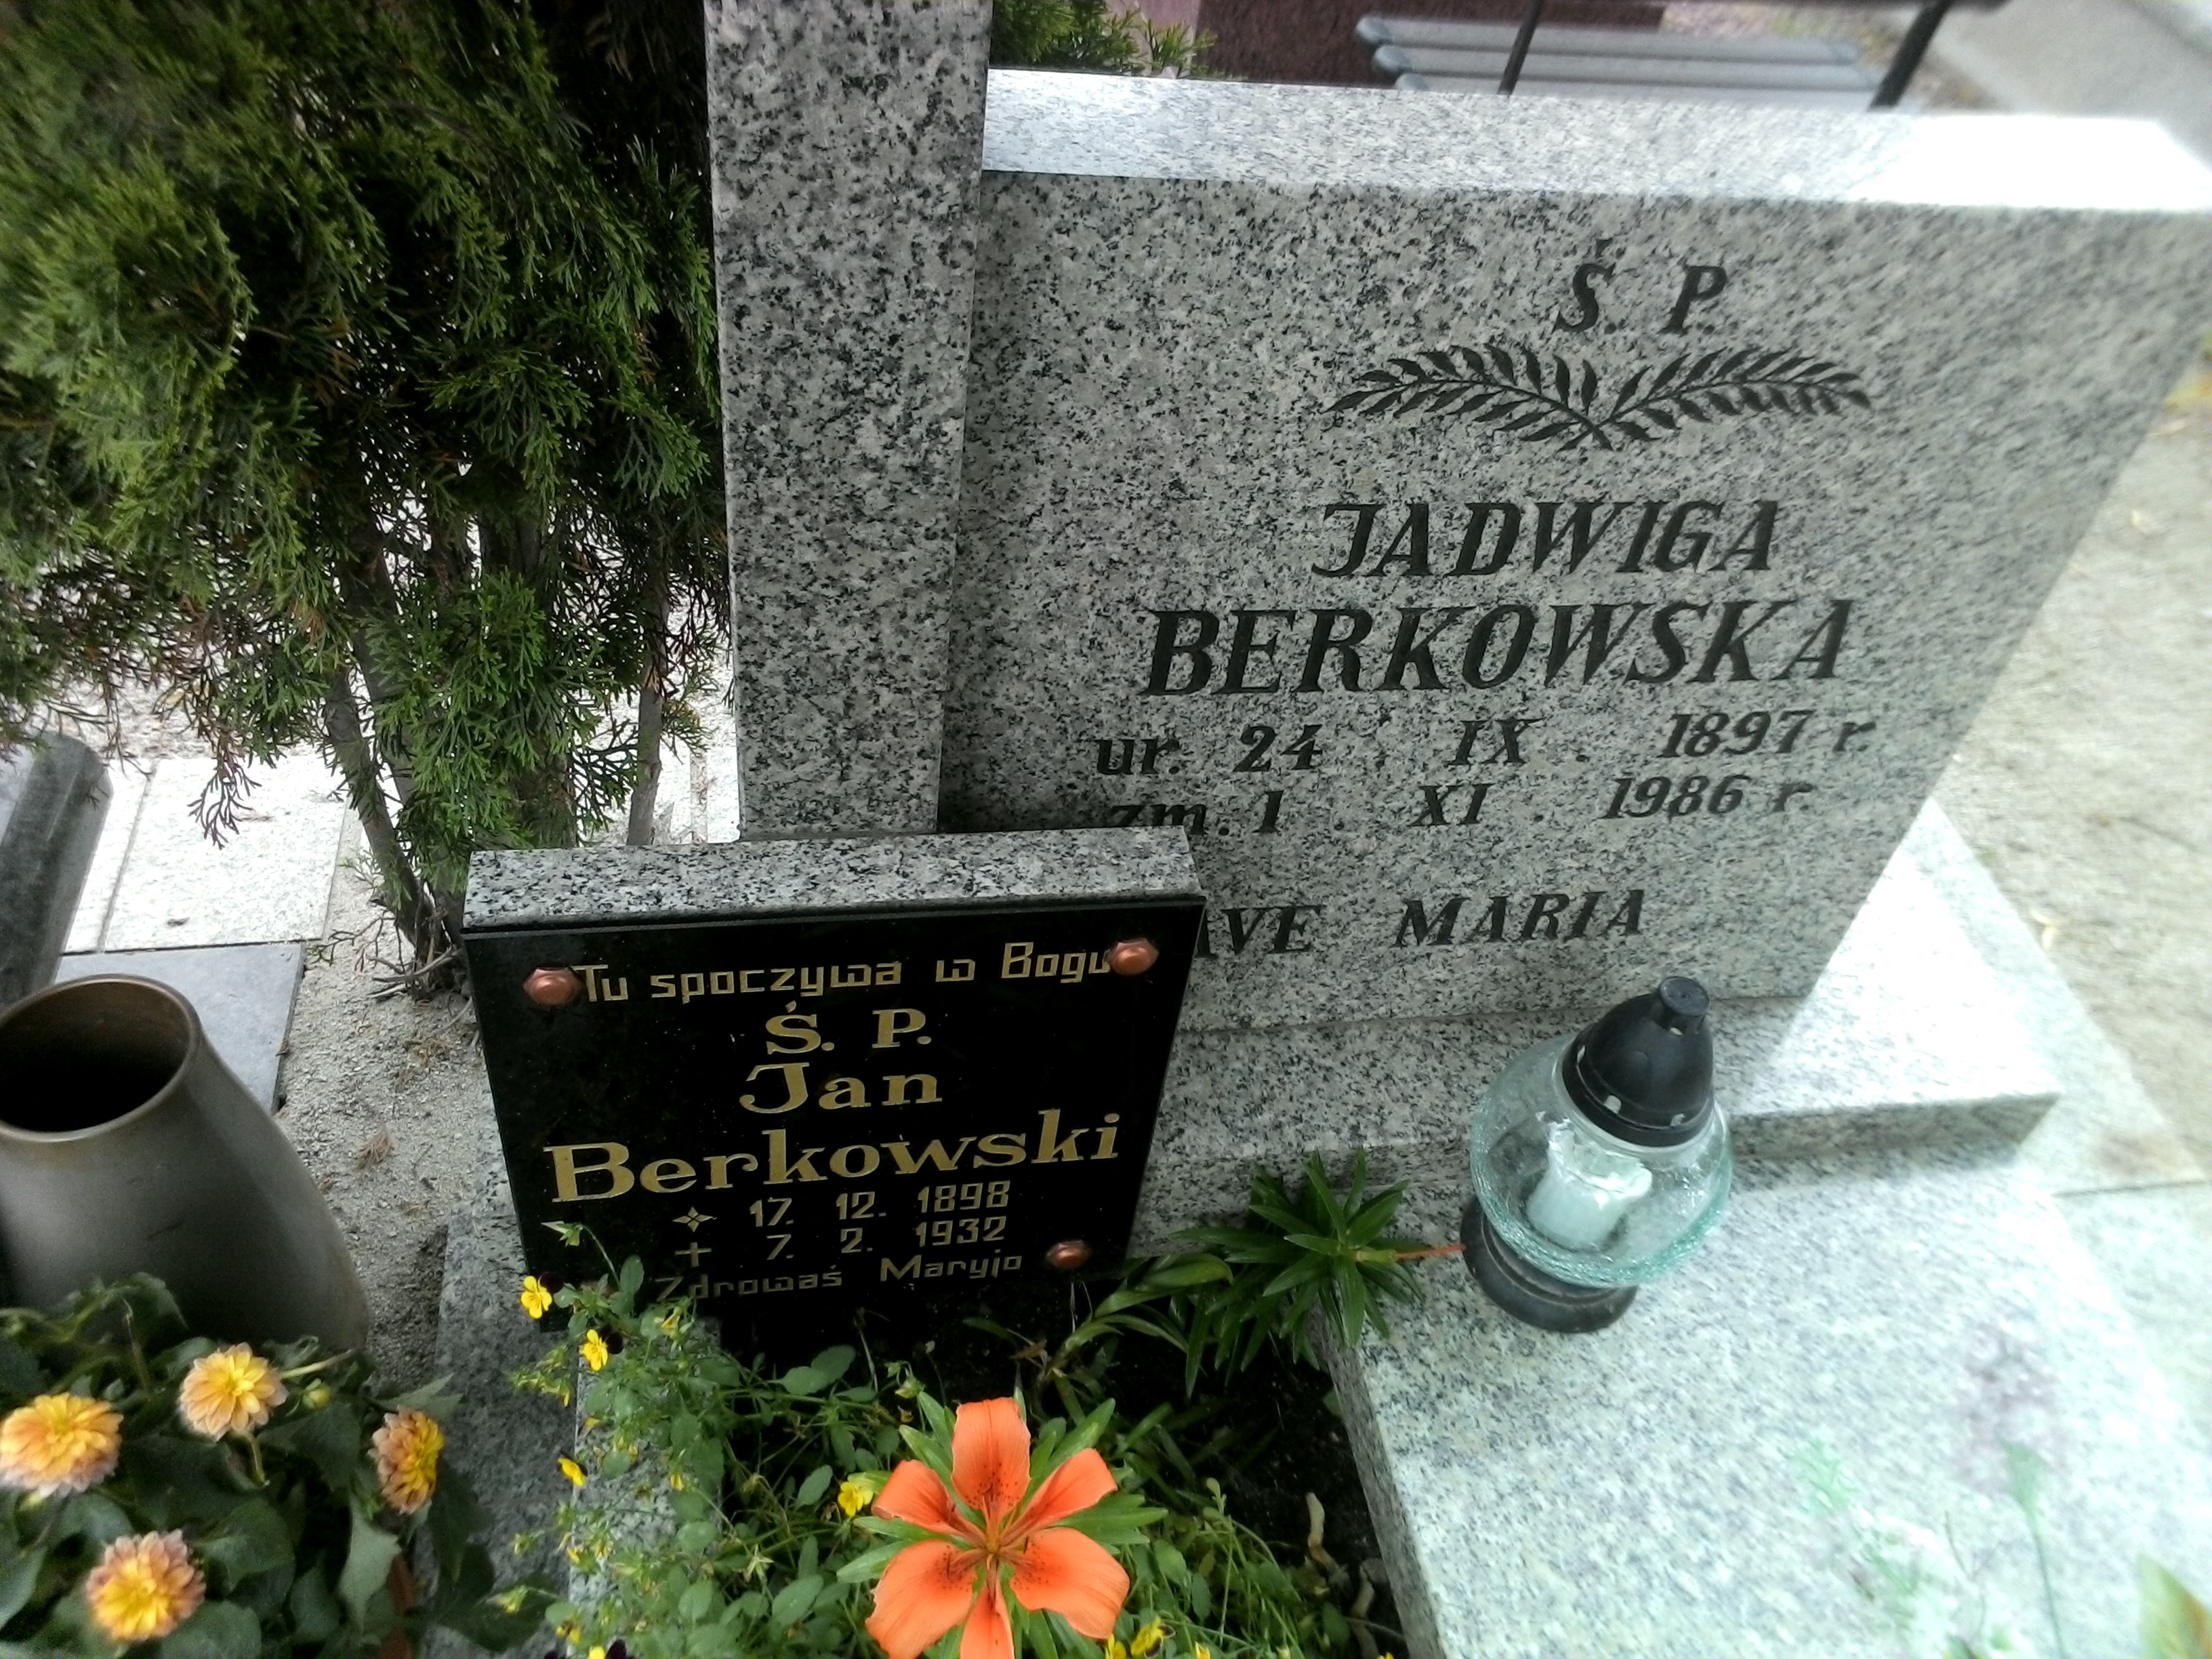 Ś. P.
JADWIGA
BERKOWSKA
ur. 24. IX. 1897 r
zm. 1. XI 1986 r
AVE MARIA
Tu spoczywa w Bogu
Ś. P.
Jan
Berkowski
17. 12. 1898
7. 2. 1932
Zdrowaś Maryjo